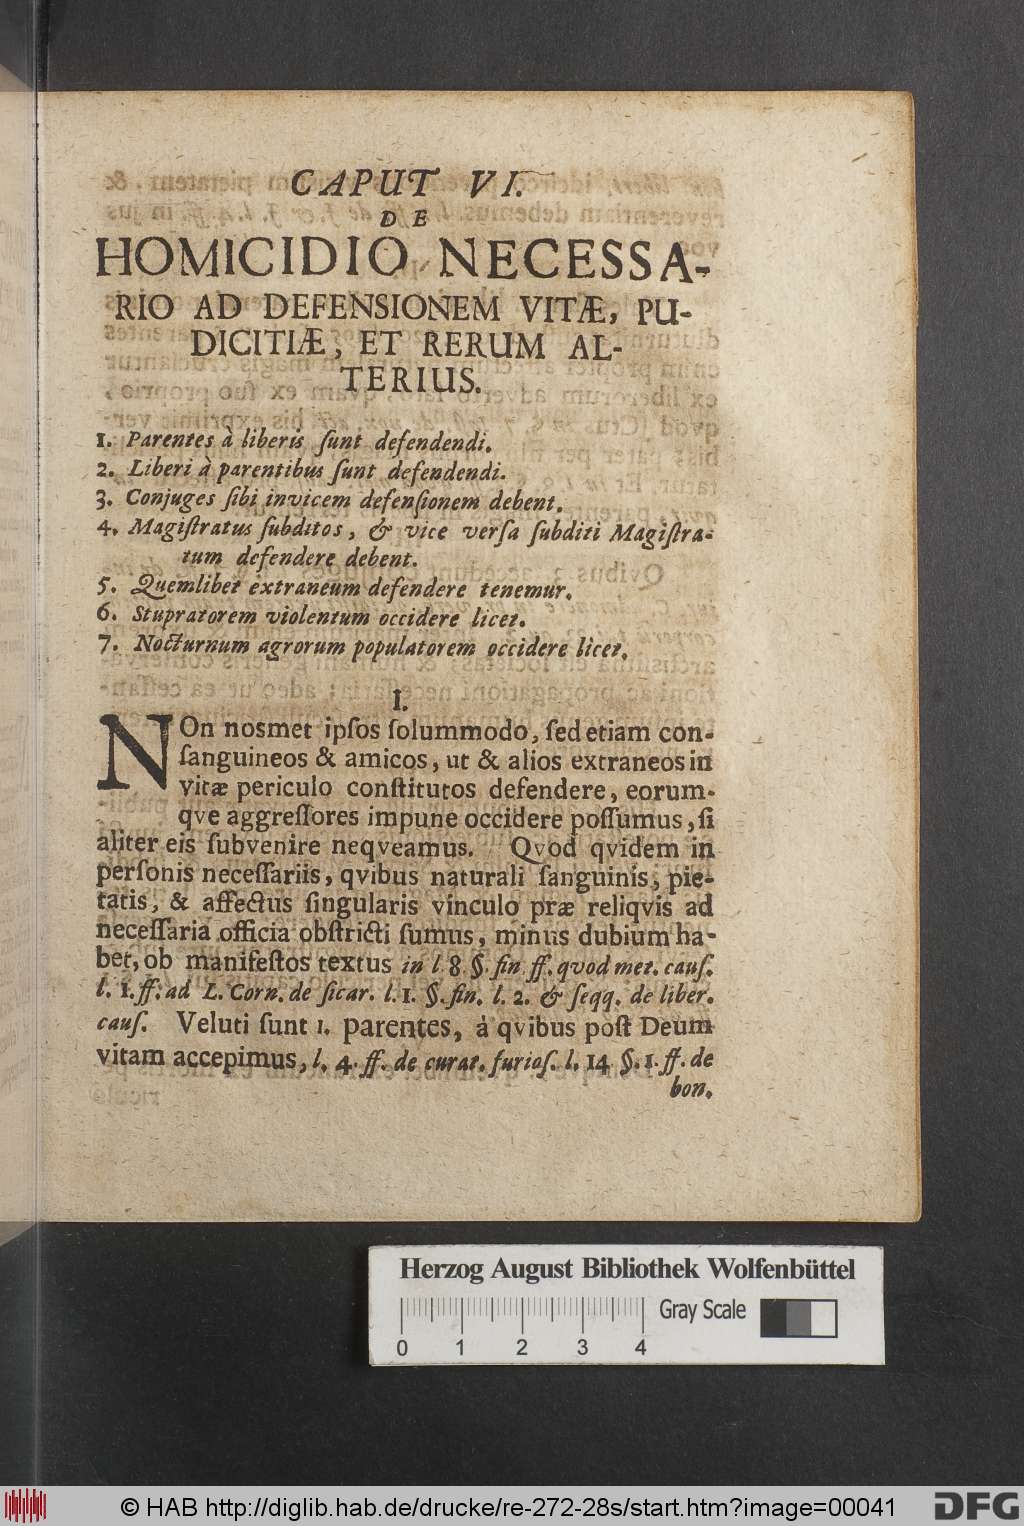 CAPUT VI.
DE
HOMICIDIO NECESSA-
RIO AD DEFENSIONEM VITÆ, PU-
DICITIÆ, ET RERUM AL-
TERIUS.
1. Parentes à liberis ſunt defendendi.
2. Liberi à parentibus ſunt defendendi.
3. Conjuges ſibi invicem defenſionem debent.
4. Magiſtratus ſubditos, & vice verſa ſubditi Magiſtra-
tum defendere debent.
5. Quemlibet extraneum defendere tenemur.
6. Stupratorem violentum occidere licet.
7. Nocturnum agrorum populatorem occidere licet.
I.
NOn nosmet ipſos ſolummodo, ſed etiam con-
ſanguineos & amicos, ut & alios extraneos in
vitæ periculo conſtitutos defendere, eorum-
qve aggreſſores impune occidere poſſumus, ſi
aliter eis ſubvenire neqveamus. Qvod qvidem in
perſonis neceſſariis, qvibus naturali ſanguinis, pie-
tatis, & affectus ſingularis vinculo præ reliqvis ad
neceſſaria officia obſtricti ſumus, minus dubium ha-
bet, ob manifeſtos textus in l 8 §. fin ff. quod met. cauſ.
l. 1. ff. ad L. Corn. de ſicar. l. 1. §. fin. l. 2. & ſeqq. de liber.
cauſ. Veluti ſunt 1. parentes, à qvibus poſt Deum
vitam accepimus, l. 4. ff. de curat. furioſ. l. 14 §. 1. ff. de
bon.
Herzog August Bibliothek Wolfenbüttel
Gray Scale
0 1 2 3 4
© HAB http://diglib.hab.de/drucke/re-272-28s/start.htm?image=00041
DFG